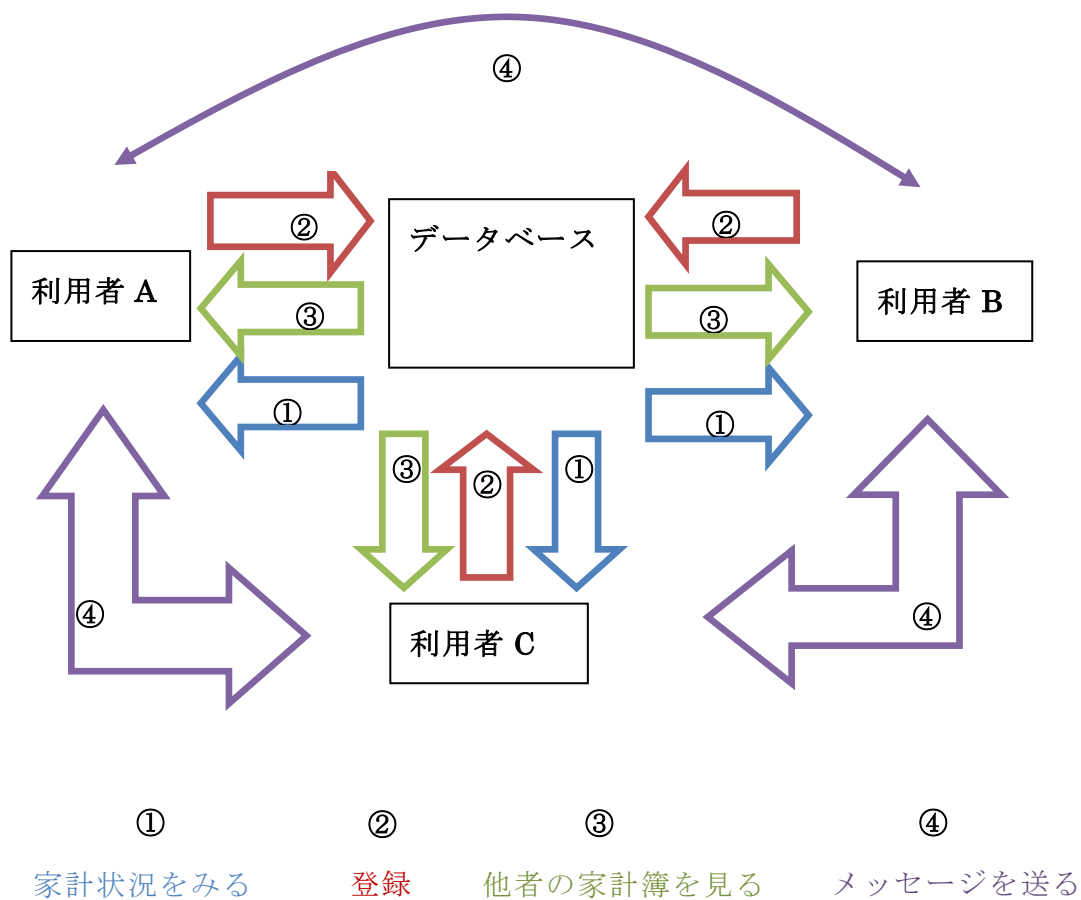 ④
②
データベース
②
利用者 A
利用者 B
③
③
①
①
③
②
①
④
④
利用者 C
①
②
③
④
家計状況をみる
登録
他者の家計簿を見る
メッセージを送る